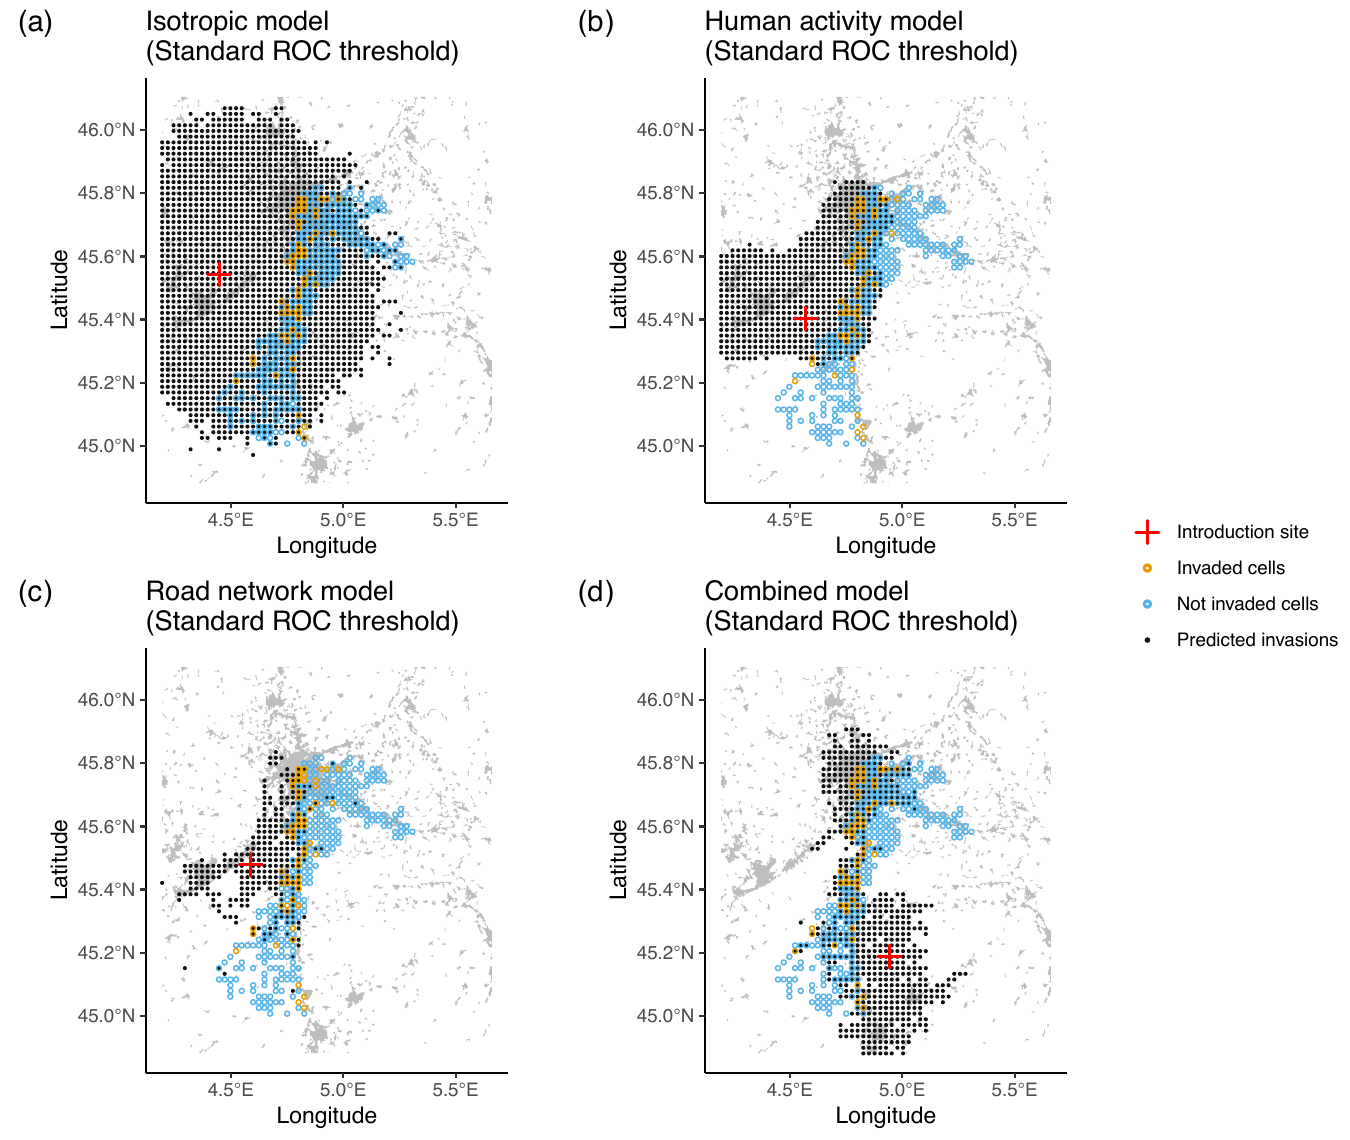 (a)
Isotropic model
(Standard ROC threshold)
46.0°N
45.8°N
45.6°N
45.4°N
45.2°N
45.0°N
Latitude
4.5°E 5.0°E 5.5°E
Longitude
(b)
Human activity model
(Standard ROC threshold)
46.0°N
45.8°N
45.6°N
45.4°N
45.2°N
45.0°N
Latitude
4.5°E 5.0°E 5.5°E
Longitude
(c)
Road network model
(Standard ROC threshold)
46.0°N
45.8°N
45.6°N
45.4°N
45.2°N
45.0°N
Latitude
4.5°E 5.0°E 5.5°E
Longitude
(d)
Combined model
(Standard ROC threshold)
46.0°N
45.8°N
45.6°N
45.4°N
45.2°N
45.0°N
Latitude
4.5°E 5.0°E 5.5°E
Longitude
Introduction site
Invaded cells
Not invaded cells
Predicted invasions